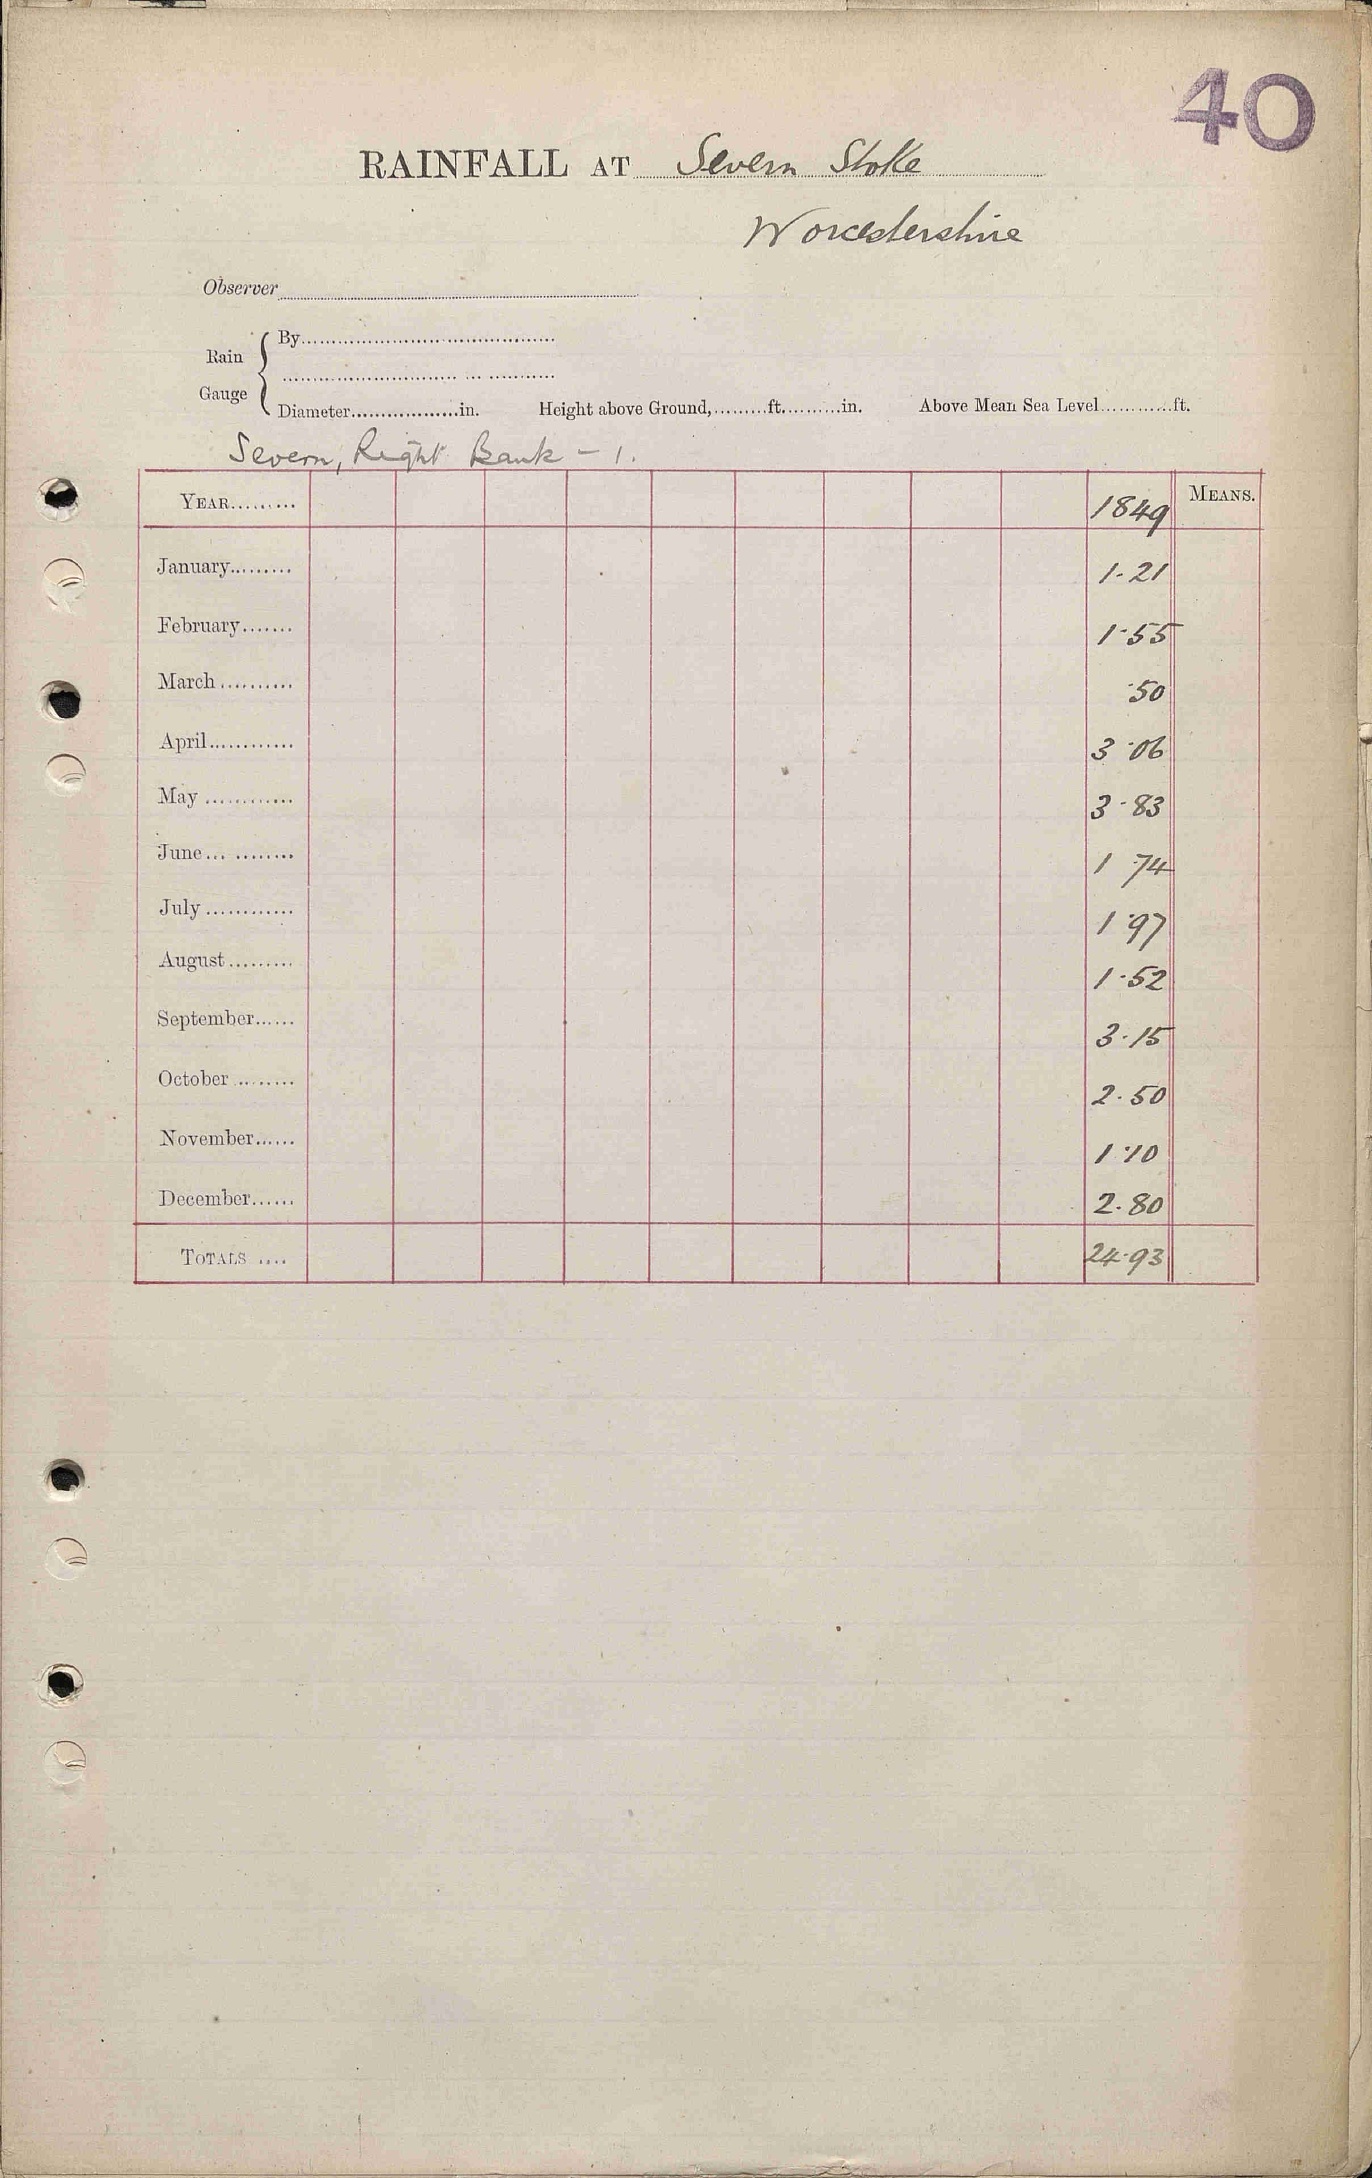 40
RAINFALL AT Severn Stoke
Worcestershire
Observer
Rain Gauge { By
Diameter..................in. Height above Ground,.........ft..........in. Above Mean Sea Level............ft.
Severn, Right Bank – 1.
YEAR......... 1849 MEANS.
January......... 1·21
February....... 1·55
March.......... ·50
April............ 3·06
May ............ 3·83
June... ........ 1 74
July ............ 1·97
August......... 1·52
September...... 3·15
October ......... 2·50
November...... 1·10
December...... 2.80
TOTALS .... 24·93